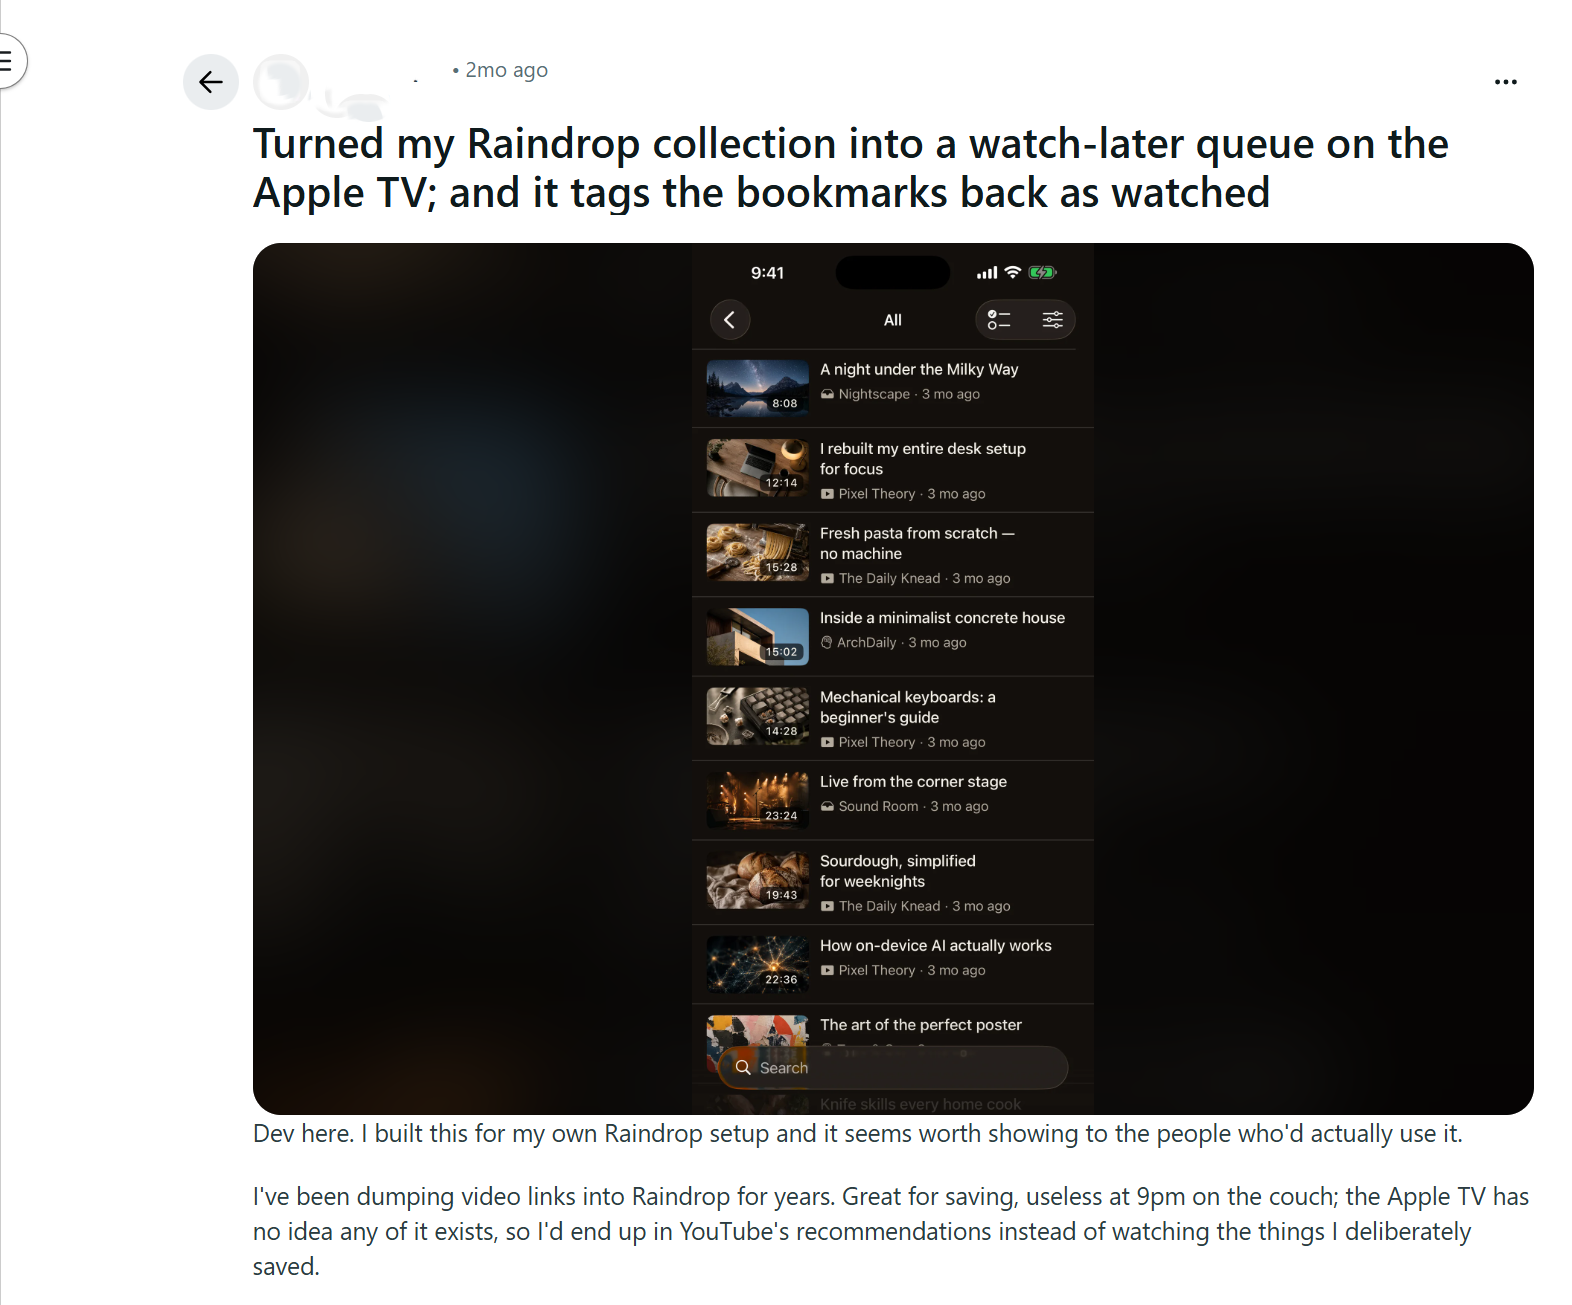 • 2mo ago
Turned my Raindrop collection into a watch-later queue on the
Apple TV; and it tags the bookmarks back as watched
9:41
All
A night under the Milky Way
Nightscape · 3 mo ago
8:08
I rebuilt my entire desk setup
for focus
12:14
Pixel Theory · 3 mo ago
Fresh pasta from scratch —
no machine
15:28
The Daily Knead · 3 mo ago
Inside a minimalist concrete house
ArchDaily · 3 mo ago
15:02
Mechanical keyboards: a
beginner's guide
14:28
Pixel Theory · 3 mo ago
Live from the corner stage
Sound Room · 3 mo ago
23:24
Sourdough, simplified
for weeknights
19:43
The Daily Knead · 3 mo ago
How on-device AI actually works
Pixel Theory · 3 mo ago
22:36
The art of the perfect poster
Search
Knife skills every home cook
Dev here. I built this for my own Raindrop setup and it seems worth showing to the people who'd actually use it.
I've been dumping video links into Raindrop for years. Great for saving, useless at 9pm on the couch; the Apple TV has
no idea any of it exists, so I'd end up in YouTube's recommendations instead of watching the things I deliberately
saved.